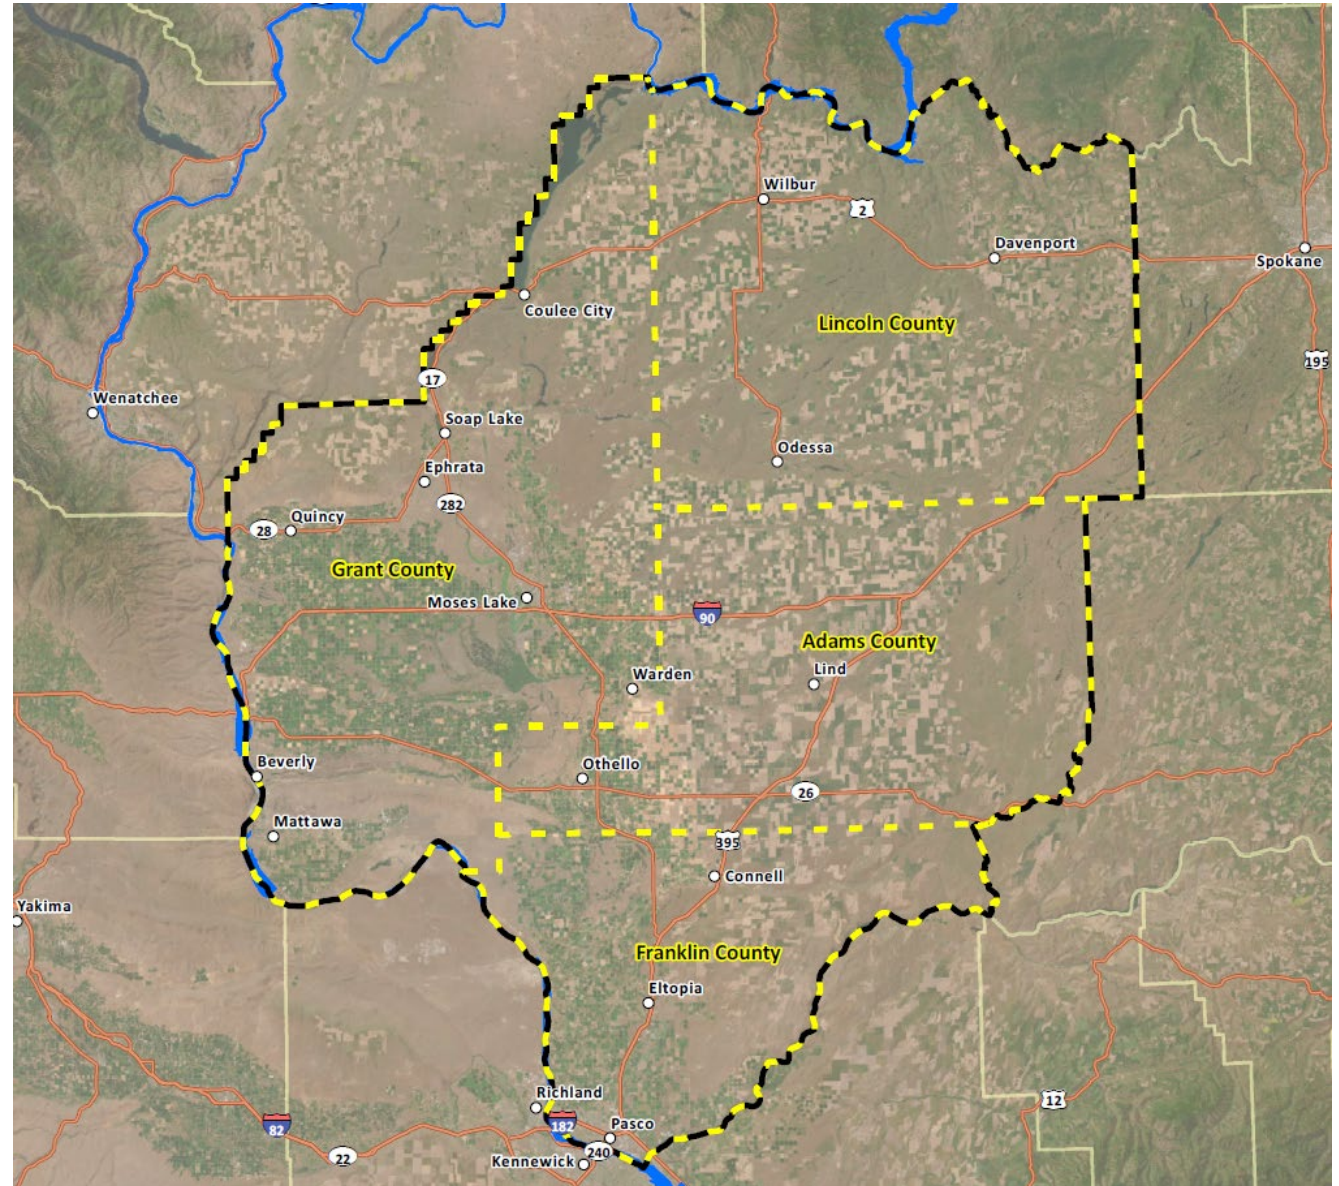 Wilbur
2
Davenport
Spokane
Coulee City
Lincoln County
195
17
Wenatchee
Soap Lake
Odessa
Ephrata
282
28
Quincy
Grant County
Moses Lake
90
Adams County
Warden
Lind
Beverly
Othello
26
Mattawa
395
Connell
Yakima
Franklin County
Eltopia
Richland
12
82
182
Pasco
22
240
Kennewick